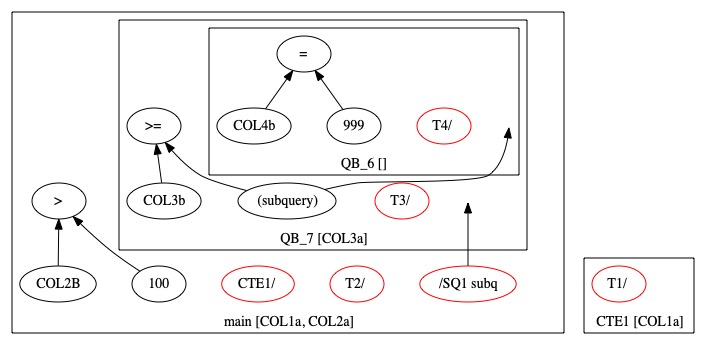 =
COL4b
999
T4/
QB_6 []
>=
COL3b
(subquery)
T3/
QB_7 [COL3a]
>
COL2B
100
CTE1/
T2/
/SQ1 subq
main [COL1a, COL2a]
T1/
CTE1 [COL1a]